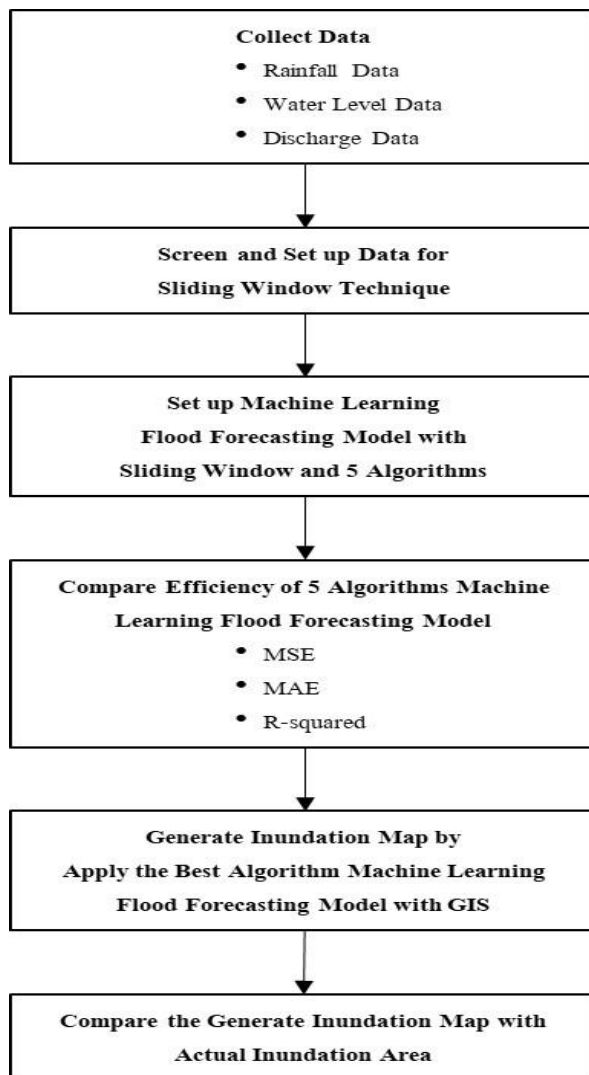 Collect Data
• Rainfall Data
• Water Level Data
• Discharge Data
Screen and Set up Data for
Sliding Window Technique
Set up Machine Learning
Flood Forecasting Model with
Sliding Window and 5 Algorithms
Compare Efficiency of 5 Algorithms Machine
Learning Flood Forecasting Model
• MSE
• MAE
• R-squared
Generate Inundation Map by
Apply the Best Algorithm Machine Learning
Flood Forecasting Model with GIS
Compare the Generate Inundation Map with
Actual Inundation Area